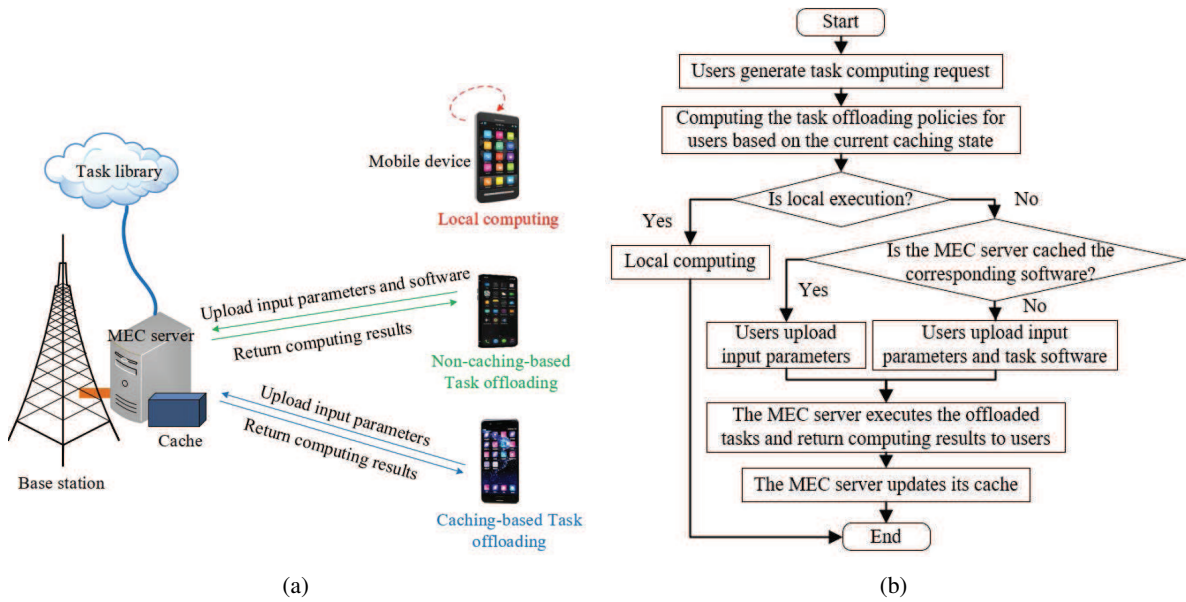 Task library
Mobile device
Local computing
Upload input parameters and software
MEC server
Return computing results
Non-caching-based
Task offloading
Upload input parameters
Cache
Return computing results
Base station
Caching-based Task
offloading
(a)
Start
Users generate task computing request
Computing the task offloading policies for
users based on the current caching state
Is local execution?
Yes
No
Local computing
Is the MEC server cached the
corresponding software?
Yes
No
Users upload
input parameters
Users upload input
parameters and task software
The MEC server executes the offloaded
tasks and return computing results to users
The MEC server updates its cache
End
(b)